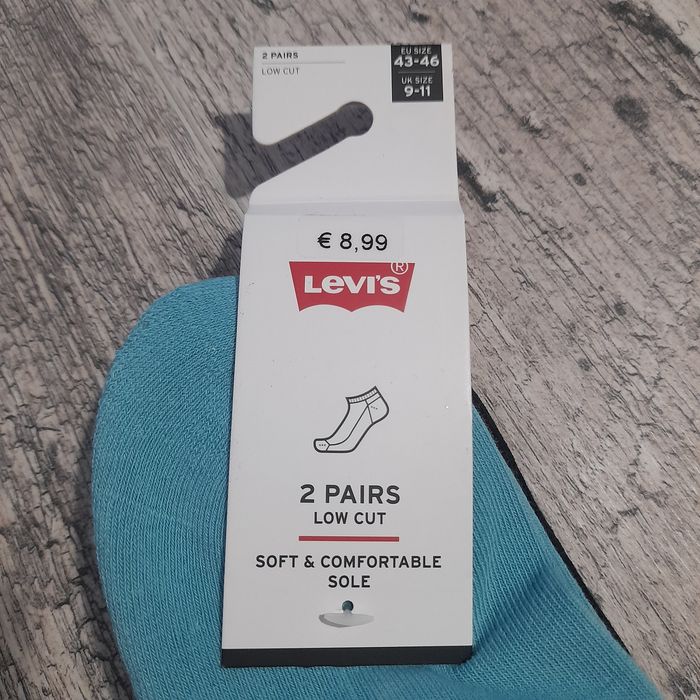 2 PAIRS
LOW CUT
EU SIZE
43-46
UK SIZE
9-11
€ 8,99
LEVI'S ®
2 PAIRS
LOW CUT
SOFT & COMFORTABLE
SOLE